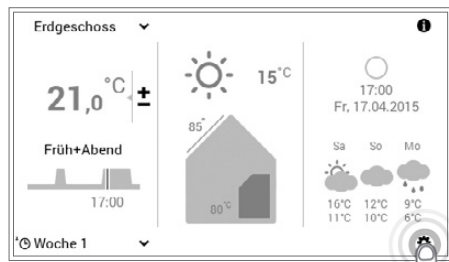 Erdgeschoss
21,0 °C ±
Früh+Abend
17:00
Woche 1
15°C
85°
80°C
17:00
Fr, 17.04.2015
Sa So Mo
16°C 12°C 9°C
11°C 10°C 6°C